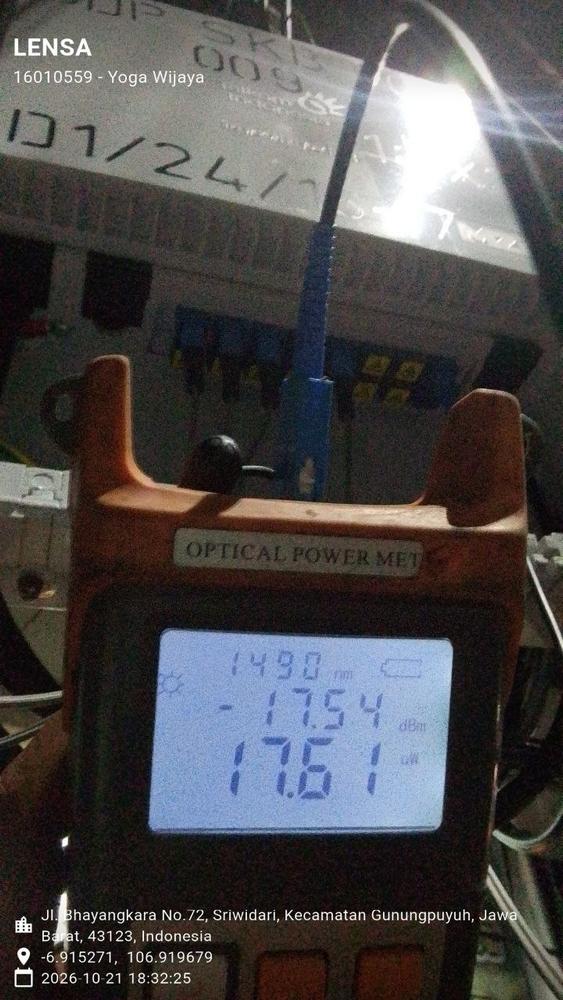 LENSA
16010559 - Yoga Wijaya
ODP SKB
009
D1/24/
OPTICAL POWER MET
1490 nm
-17.54 dBm
17.61 uW
Jl. Bhayangkara No.72, Sriwidari, Kecamatan Gunungpuyuh, Jawa
Barat, 43123, Indonesia
-6.915271, 106.919679
2026-10-21 18:32:25